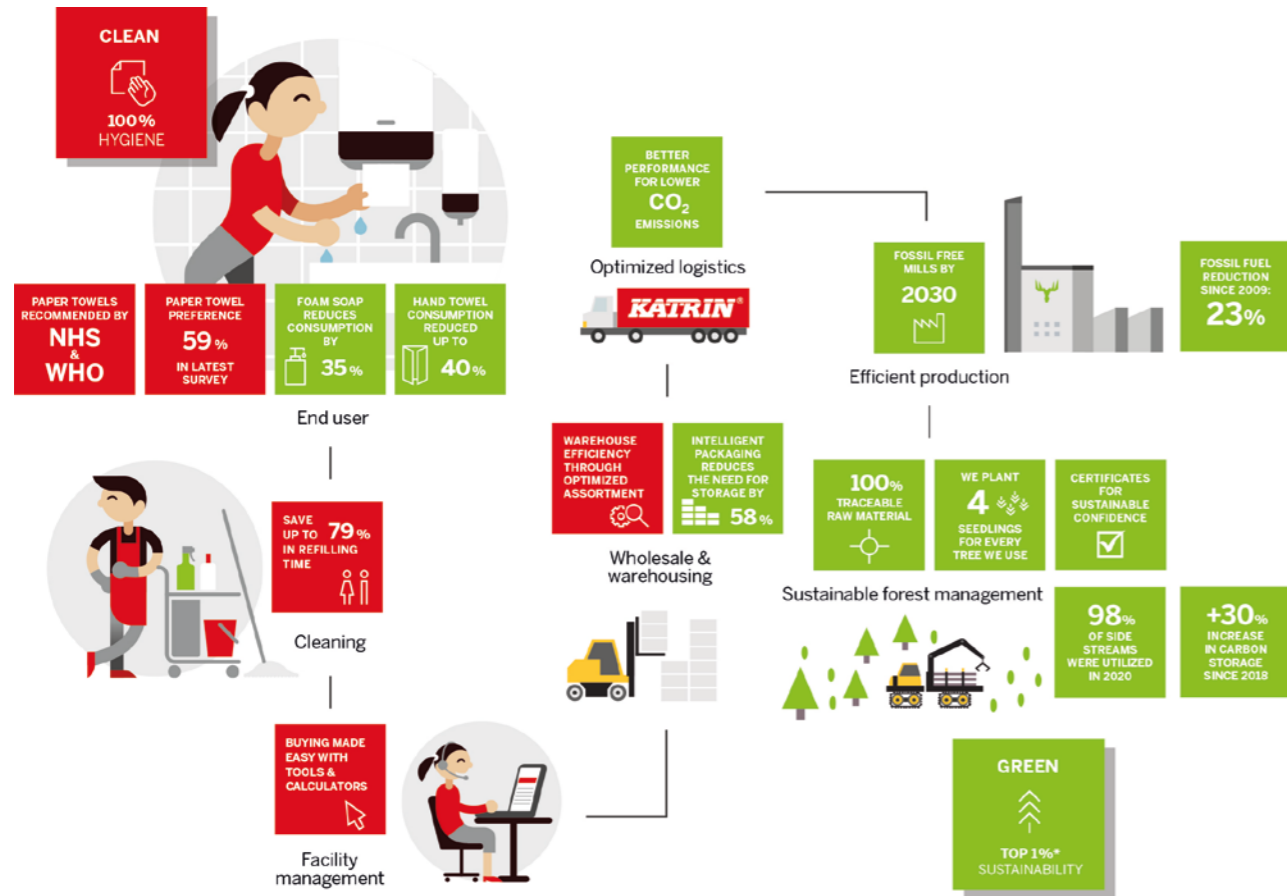 CLEAN
100%
HYGIENE
PAPER TOWELS
RECOMMENDED BY
NHS
&
WHO
PAPER TOWEL
PREFERENCE
59%
IN LATEST
SURVEY
FOAM SOAP
REDUCES
CONSUMPTION
BY
35%
HAND TOWEL
CONSUMPTION
REDUCED
UP TO
40%
End user
SAVE
UP TO 79%
IN REFILLING
TIME
Cleaning
BUYING MADE
EASY WITH
TOOLS &
CALCULATORS
Facility
management
BETTER
PERFORMANCE
FOR LOWER
CO₂
EMISSIONS
Optimized logistics
KATRIN®
WAREHOUSE
EFFICIENCY
THROUGH
OPTIMIZED
ASSORTMENT
INTELLIGENT
PACKAGING
REDUCES
THE NEED FOR
STORAGE BY
58%
Wholesale &
warehousing
FOSSIL FREE
MILLS BY
2030
FOSSIL FUEL
REDUCTION
SINCE 2009:
23%
Efficient production
100%
TRACEABLE
RAW MATERIAL
WE PLANT
4
SEEDLINGS
FOR EVERY
TREE WE USE
CERTIFICATES
FOR
SUSTAINABLE
CONFIDENCE
Sustainable forest management
98%
OF SIDE
STREAMS
WERE UTILIZED
IN 2020
+30%
INCREASE
IN CARBON
STORAGE
SINCE 2018
GREEN
TOP 1%*
SUSTAINABILITY